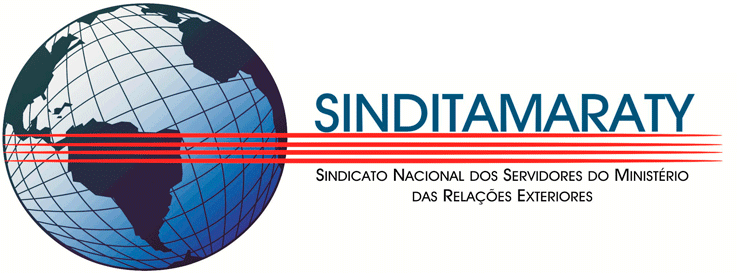 SINDITAMARATY
SINDICATO NACIONAL DOS SERVIDORES DO MINISTÉRIO
DAS RELAÇÕES EXTERIORES